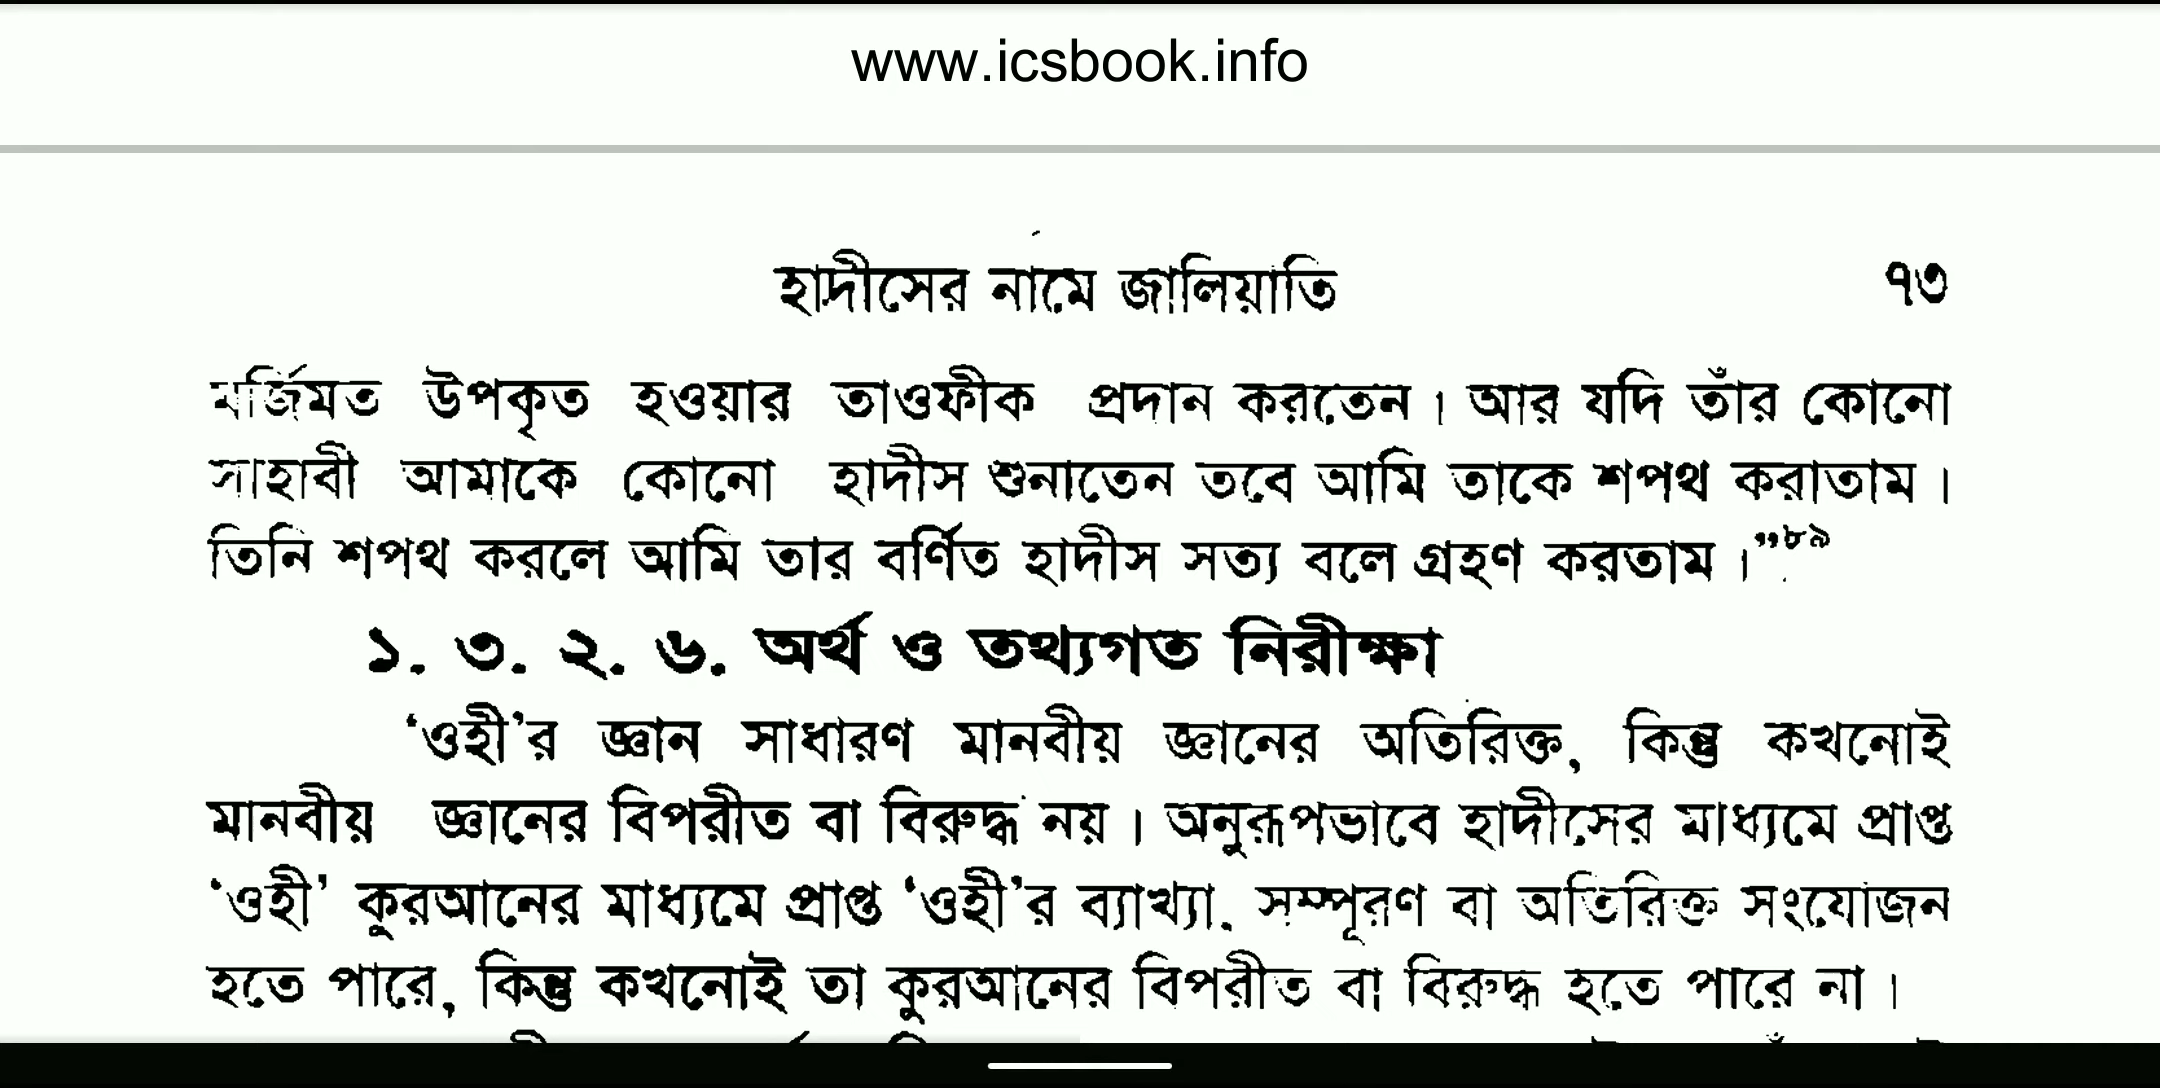 www.icsbook.info
হাদীসের নামে জালিয়াতি ৭৩
মর্জিমত উপকৃত হওয়ার তাওফীক প্রদান করতেন। আর যদি তাঁর কোনো
সাহাবী আমাকে কোনো হাদীস শুনাতেন তবে আমি তাকে শপথ করাতাম।
তিনি শপথ করলে আমি তার বর্ণিত হাদীস সত্য বলে গ্রহণ করতাম।”৮৯
১. ৩. ২. ৬. অর্থ ও তথ্যগত নিরীক্ষা
‘ওহী’র জ্ঞান সাধারণ মানবীয় জ্ঞানের অতিরিক্ত, কিন্তু কখনোই
মানবীয় জ্ঞানের বিপরীত বা বিরুদ্ধ নয়। অনুরূপভাবে হাদীসের মাধ্যমে প্রাপ্ত
‘ওহী’ কুরআনের মাধ্যমে প্রাপ্ত ‘ওহী’র ব্যাখ্যা, সম্পূরণ বা অতিরিক্ত সংযোজন
হতে পারে, কিন্তু কখনোই তা কুরআনের বিপরীত বা বিরুদ্ধ হতে পারে না।